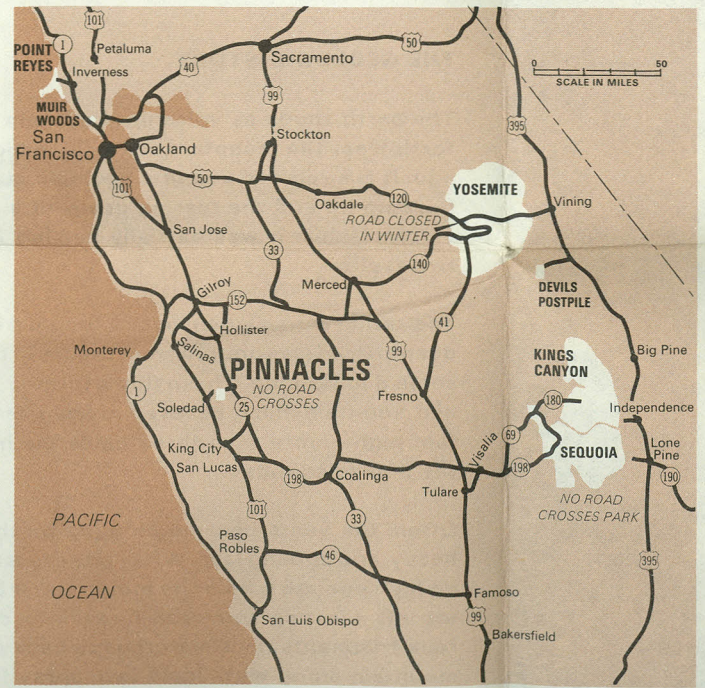 101
1
Petaluma
POINT
REYES
Inverness
40
Sacramento
50
0
50
SCALE IN MILES
99
MUIR
WOODS
San
Francisco
Oakland
Stockton
395
101
50
Oakdale
120
YOSEMITE
Vining
ROAD CLOSED
IN WINTER
San Jose
33
140
Merced
DEVILS
POSTPILE
Gilroy
152
41
Hollister
99
Monterey
Salinas
PINNACLES
NO ROAD
CROSSES
KINGS
CANYON
Big Pine
1
Soledad
25
Fresno
180
Independence
King City
San Lucas
198
Coalinga
Visalia
69
198
SEQUOIA
Lone
Pine
190
Tulare
NO ROAD
CROSSES PARK
101
33
PACIFIC
OCEAN
Paso
Robles
46
395
Famoso
99
San Luis Obispo
Bakersfield